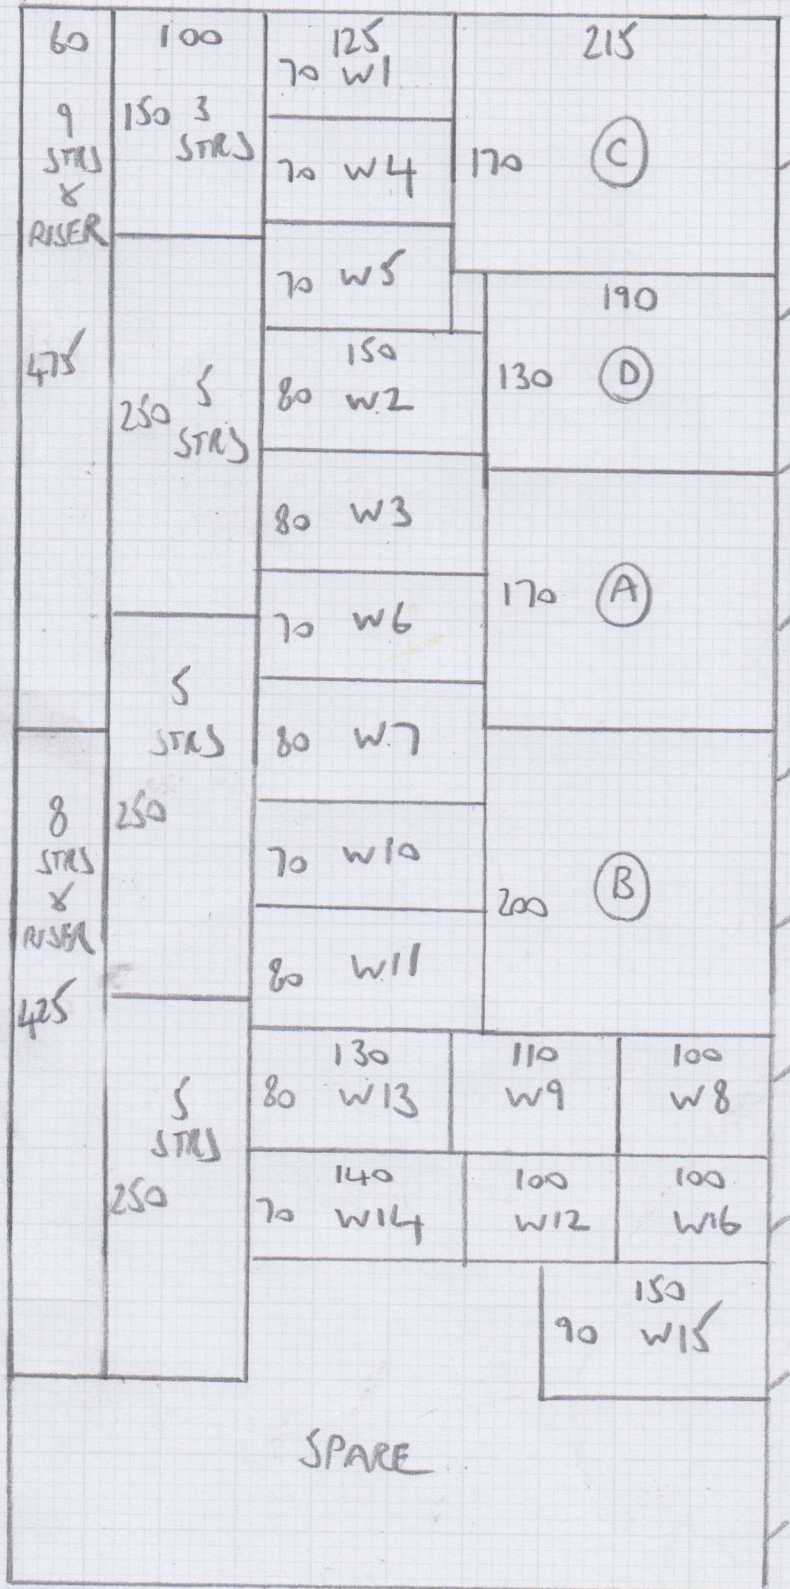 60
9
STRS
&
RISER
475
8
STRS
&
RISER
425
100
150 3
STRS
250 5
STRS
5
STRS
250
5
STRS
250
125
70 W1
70 W4
70 W5
150
80 W2
80 W3
70 W6
80 W7
70 W10
80 W11
215
170 C
190
130 D
170 A
200 B
130
80 W13
110
W9
100
W8
140
70 W14
100
W12
100
W16
150
90 W15
SPARE